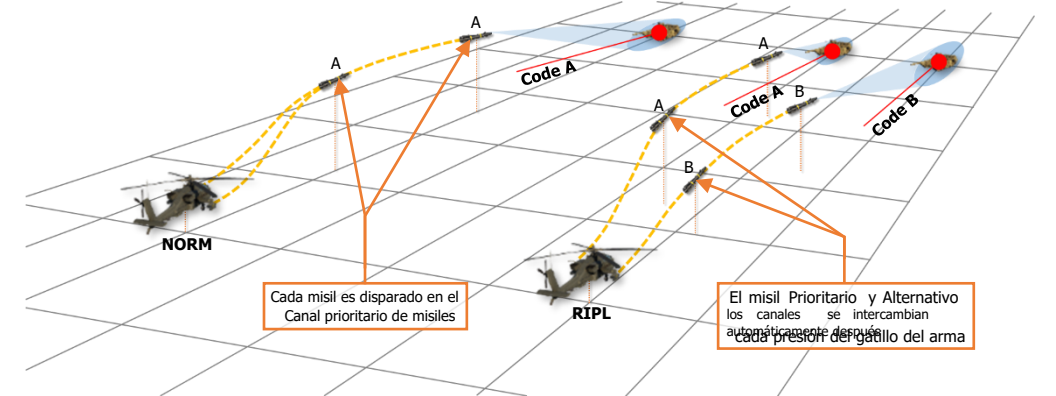 A
A
Code A
NORM
Cada misil es disparado en el
Canal prioritario de misiles
A
A
Code A
B
B
Code B
RIPL
El misil Prioritario y Alternativo
los canales se intercambian
automáticamente después
cada presión del gatillo del arma